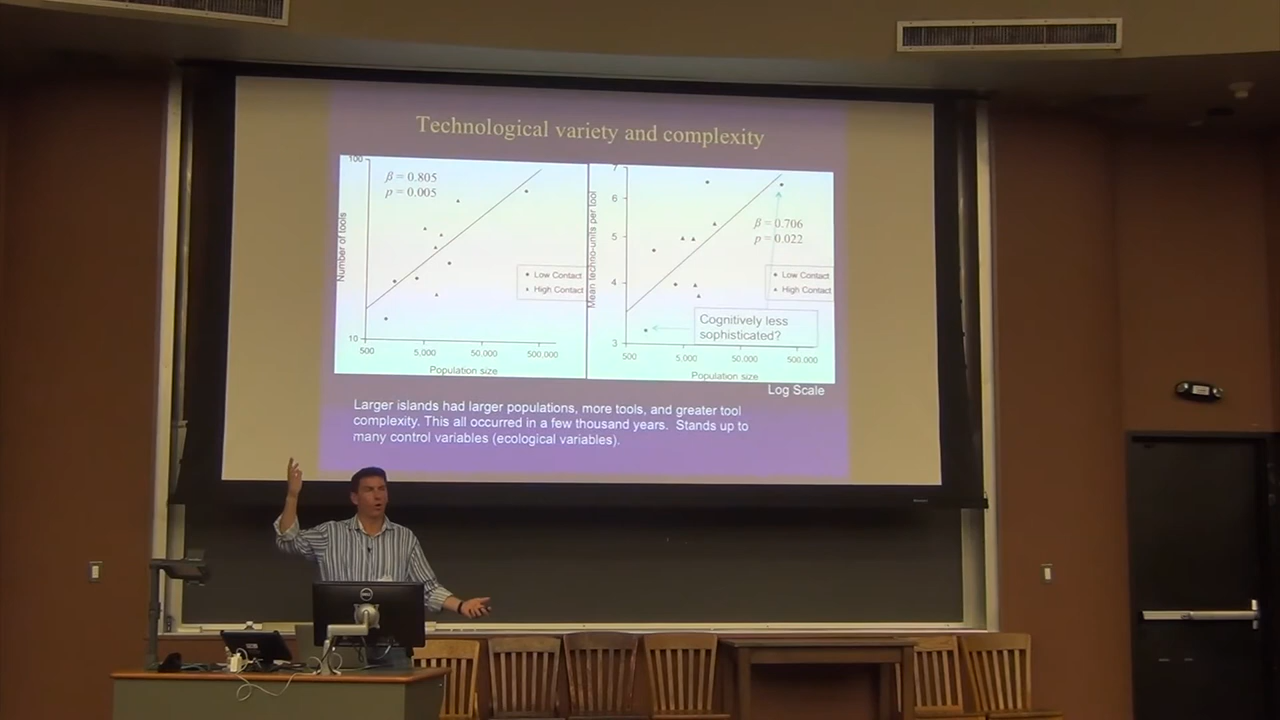 Technological variety and complexity
100
β = 0.805
p = 0.005
Number of tools
Low Contact
High Contact
10
500
5,000
50,000
500,000
Population size
7
6
5
4
3
Mean techno-units per tool
β = 0.706
p = 0.022
Low Contact
High Contact
Cognitively less
sophisticated?
500
5,000
50,000
500,000
Population size
Log Scale
Larger islands had larger populations, more tools, and greater tool
complexity. This all occurred in a few thousand years. Stands up to
many control variables (ecological variables).
DELL